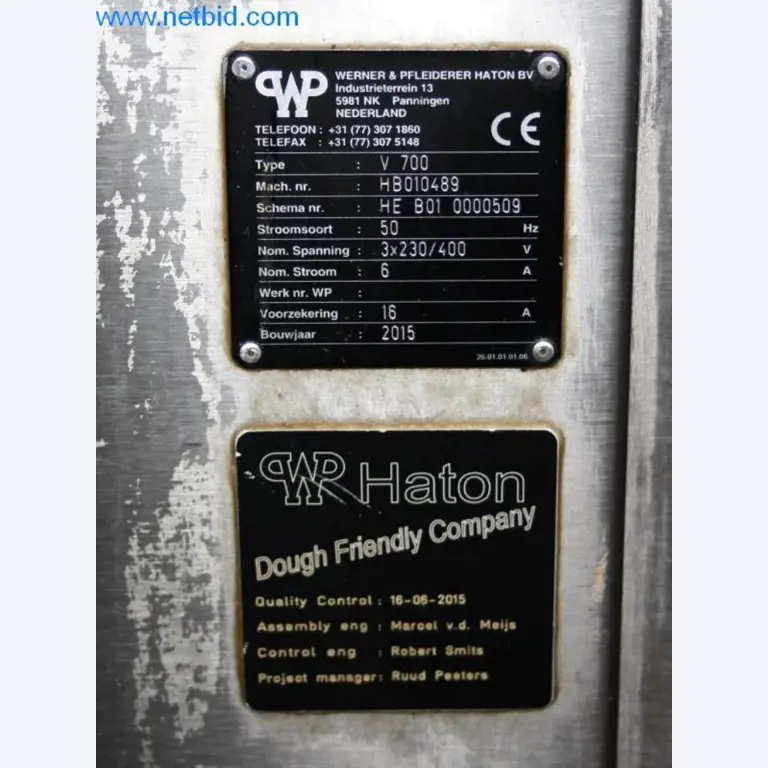 www.netbid.com
WP
WERNER & PFLEIDERER HATON BV
Industrieterrein 13
5981 NK Panningen
NEDERLAND
TELEFOON : +31 (77) 307 1860
TELEFAX : +31 (77) 307 5148
CE
Type : V 700
Mach. nr. : HB010489
Schema nr. : HE B01 0000509
Stroomsoort : 50 Hz
Nom. Spanning : 3x230/400 V
Nom. Stroom : 6 A
Werk nr. WP :
Voorzekering : 16 A
Bouwjaar : 2015
26.01.01.01.06
WP Haton
Dough Friendly Company
Quality Control : 16-06-2015
Assembly eng : Marcel v.d. Meijs
Control eng : Robert Smits
Project manager: Ruud Peeters